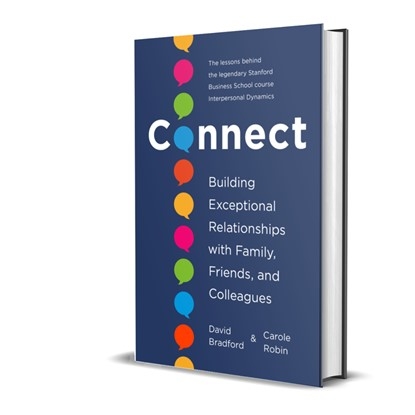 The lessons behind
the legendary Stanford
Business School course
Interpersonal Dynamics
Connect
Building
Exceptional
Relationships
with Family,
Friends, and
Colleagues
David Bradford & Carole Robin